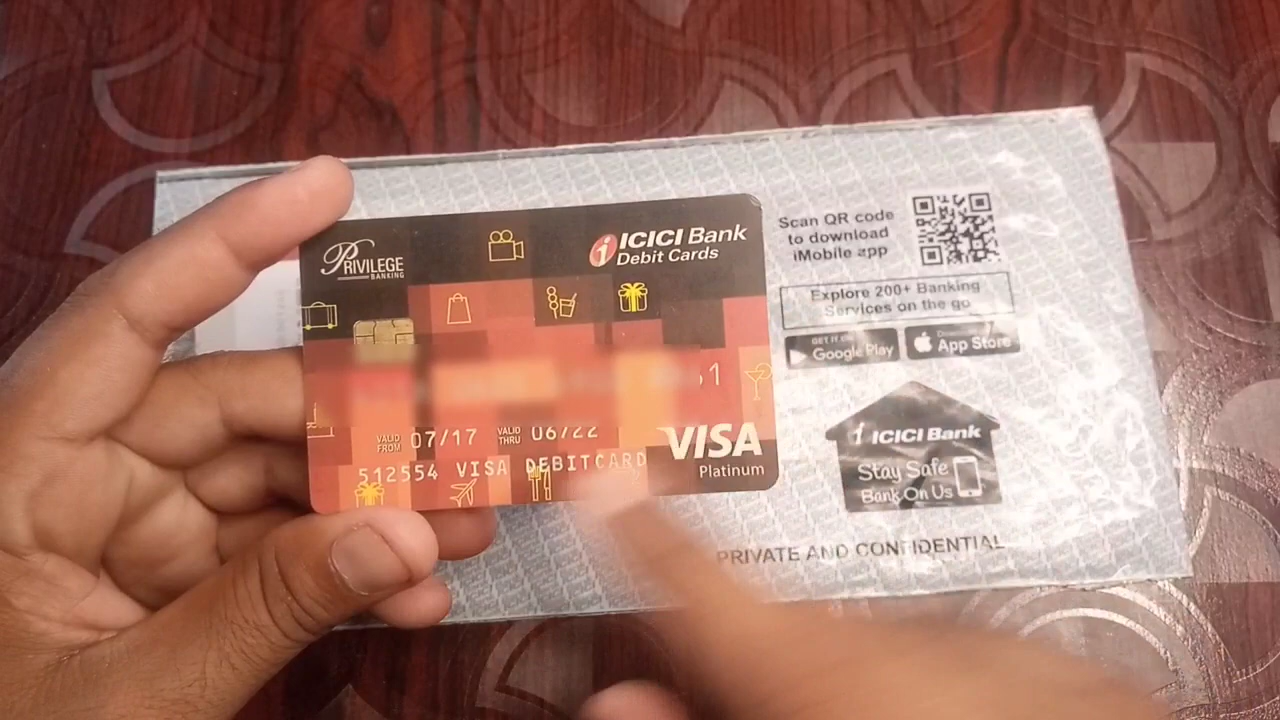 PRIVILEGE
BANKING
i ICICI Bank
Debit Cards
51
VALID
FROM 07/17 VALID
THRU 06/22
512554 VISA DEBITCARD
VISA
Platinum
Scan QR code
to download
iMobile app
Explore 200+ Banking
Services on the go
GET IT ON
Google Play
App Store
i ICICI Bank
Stay Safe
Bank On Us
PRIVATE AND CONFIDENTIAL